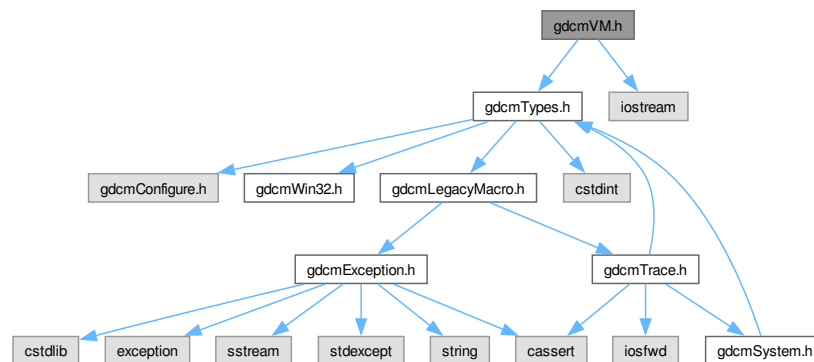 gdcmVM.h
gdcmTypes.h
iostream
gdcmConfigure.h
gdcmWin32.h
gdcmLegacyMacro.h
cstdint
gdcmException.h
gdcmTrace.h
cstdlib
exception
sstream
stdexcept
string
cassert
iosfwd
gdcmSystem.h